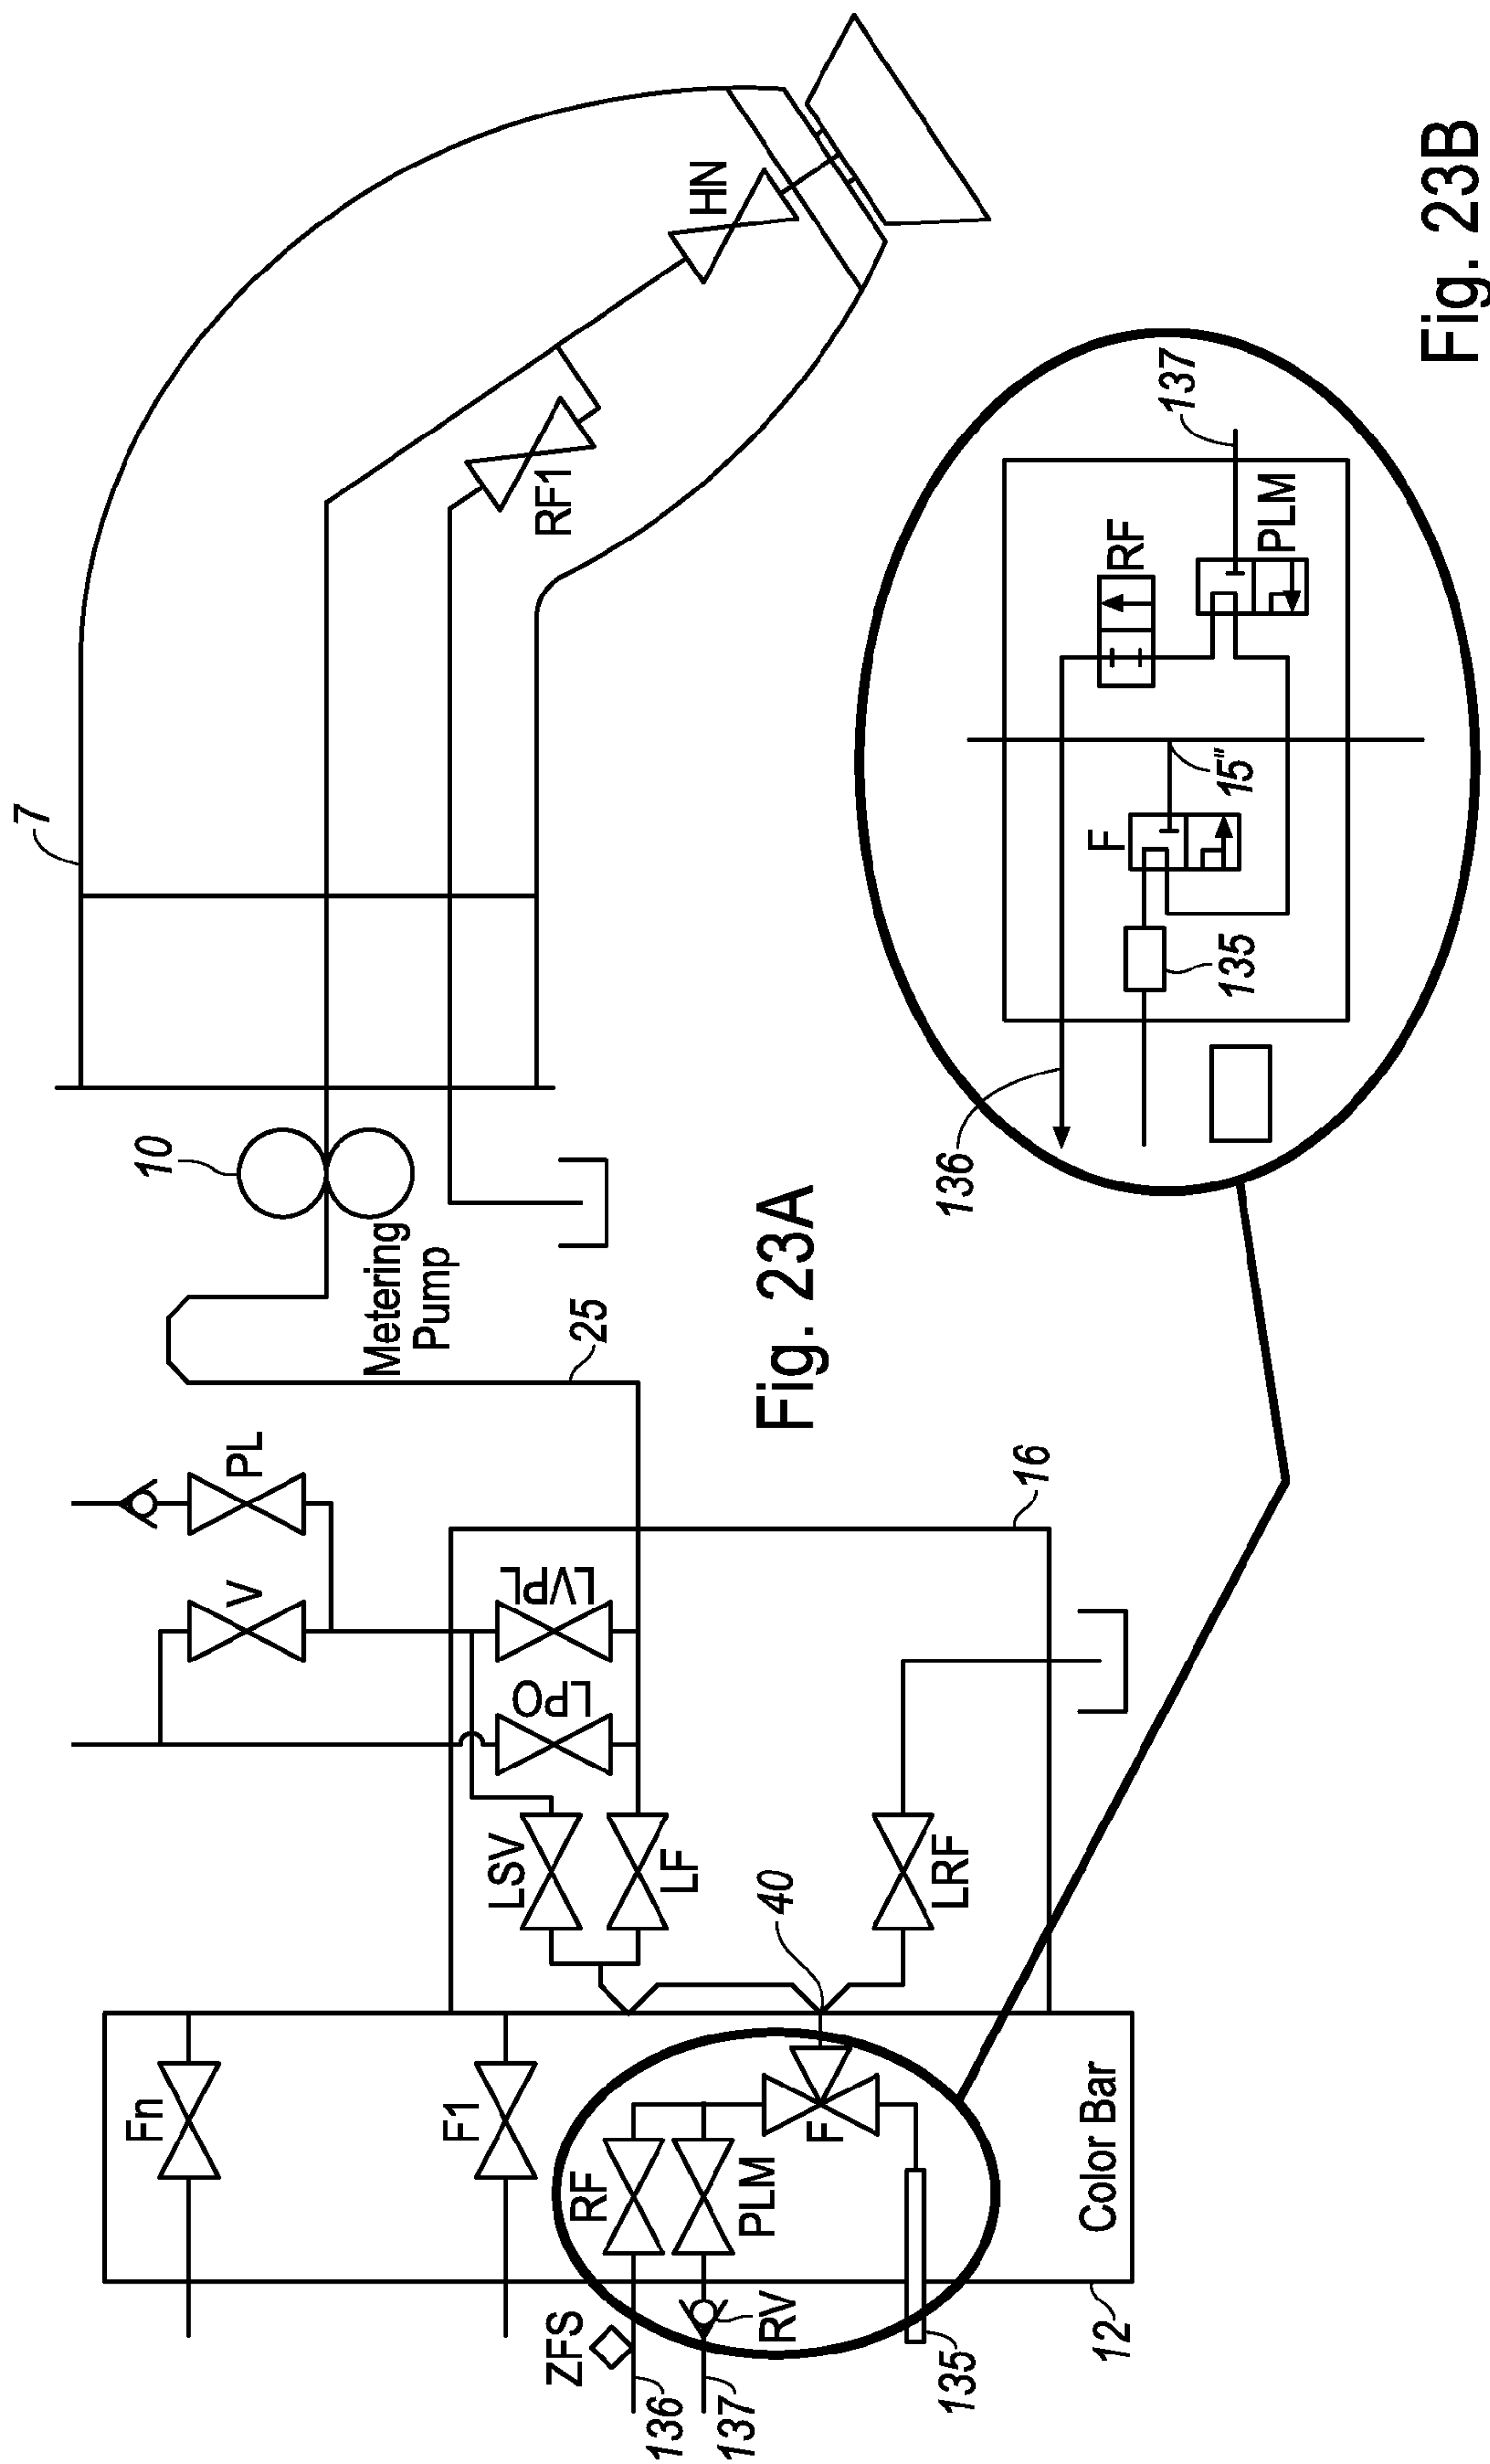 7
10
Metering
Pump
HN
RF1
PL
V
LVPL
LPO
LSV
LF
25
Fig. 23A
16
LRF
40
Fn
F1
RF
PLM
F
ZFS
RV
136
137
135
Color Bar
12
136
F
135
15"
RF
PLM
137
Fig. 23B